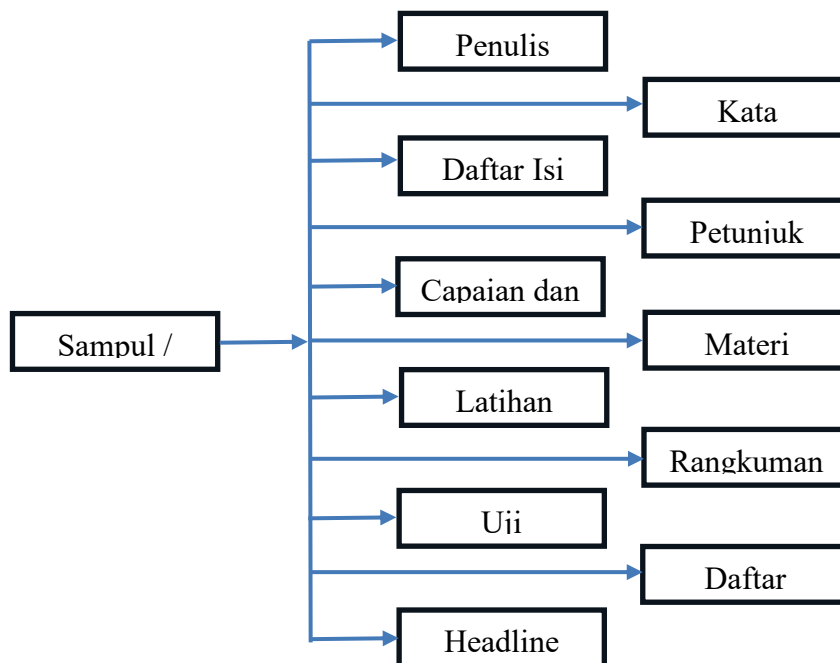 Penulis
Kata
Daftar Isi
Petunjuk
Capaian dan
Sampul /
Materi
Latihan
Rangkuman
Uji
Daftar
Headline